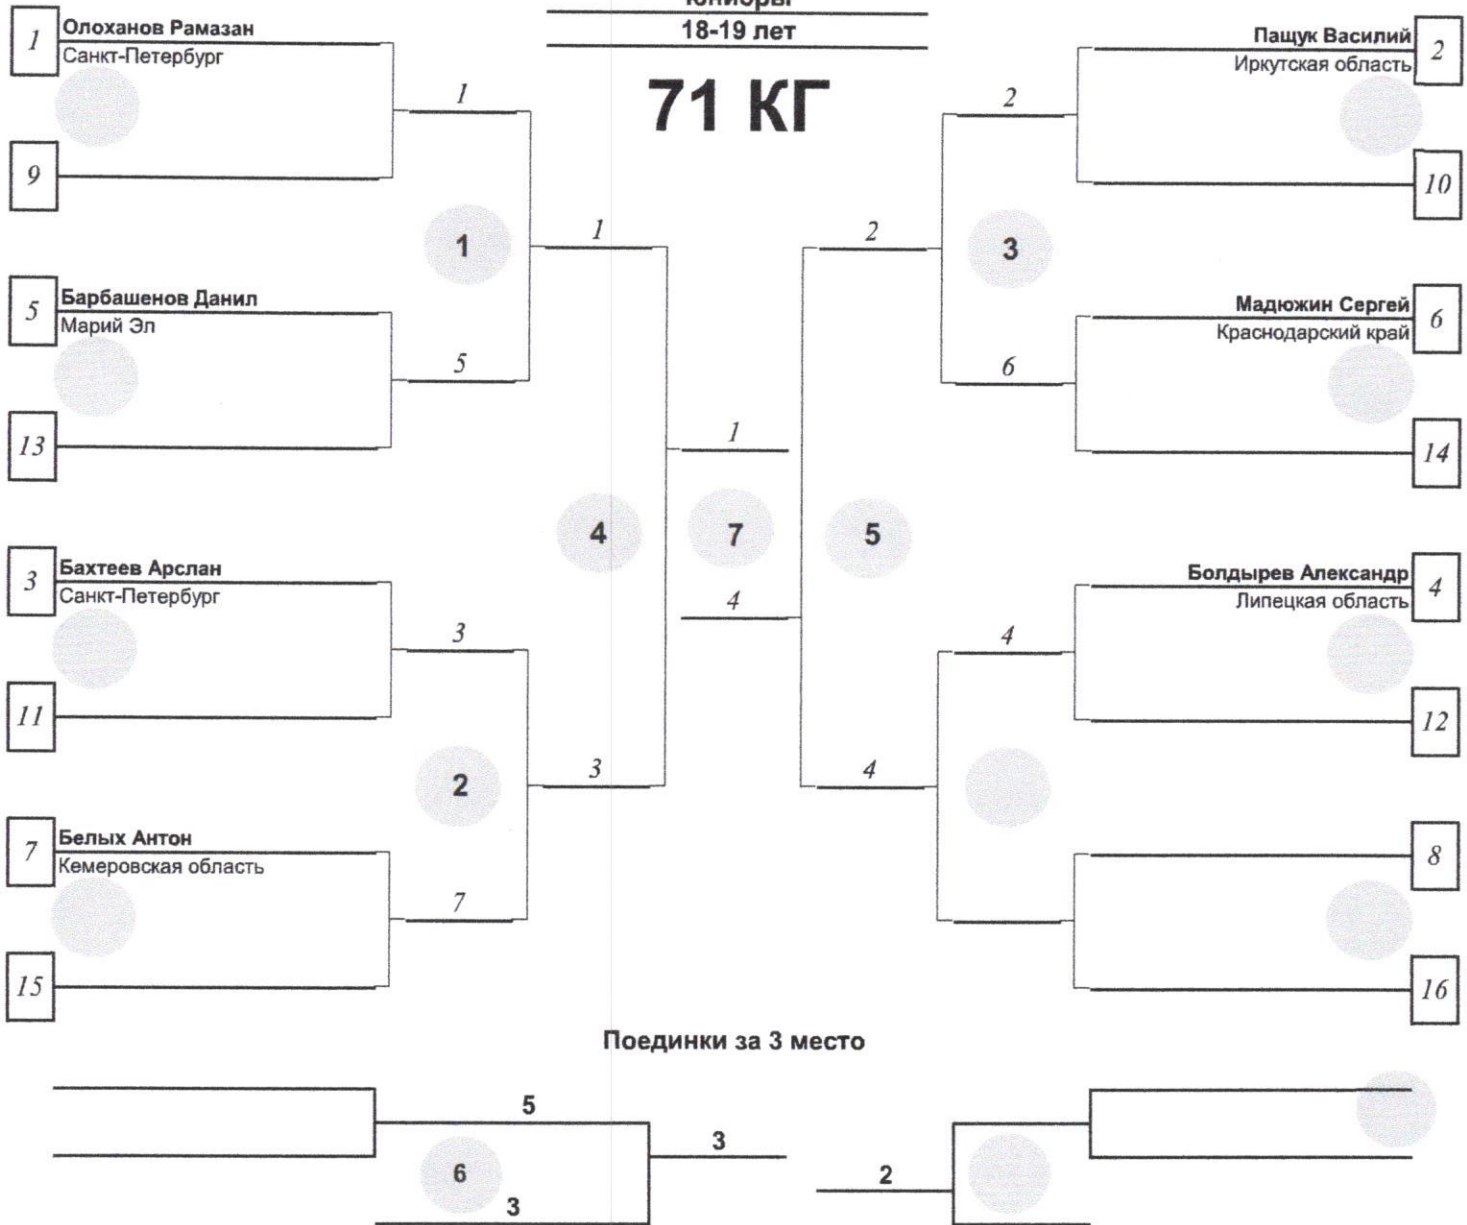 юниоры
18-19 лет
71 КГ
1
Олоханов Рамазан
Санкт-Петербург
9
5
Барбашенов Данил
Марий Эл
13
3
Бахтеев Арслан
Санкт-Петербург
11
7
Белых Антон
Кемеровская область
15
1
1
5
3
2
7
1
4
3
1
7
4
2
5
4
2
3
6
4
Пащук Василий
2
Иркутская область
10
Мадюжин Сергей
6
Краснодарский край
14
Болдырев Александр
4
Липецкая область
12
8
16
Поединки за 3 место
5
6
3
3
2